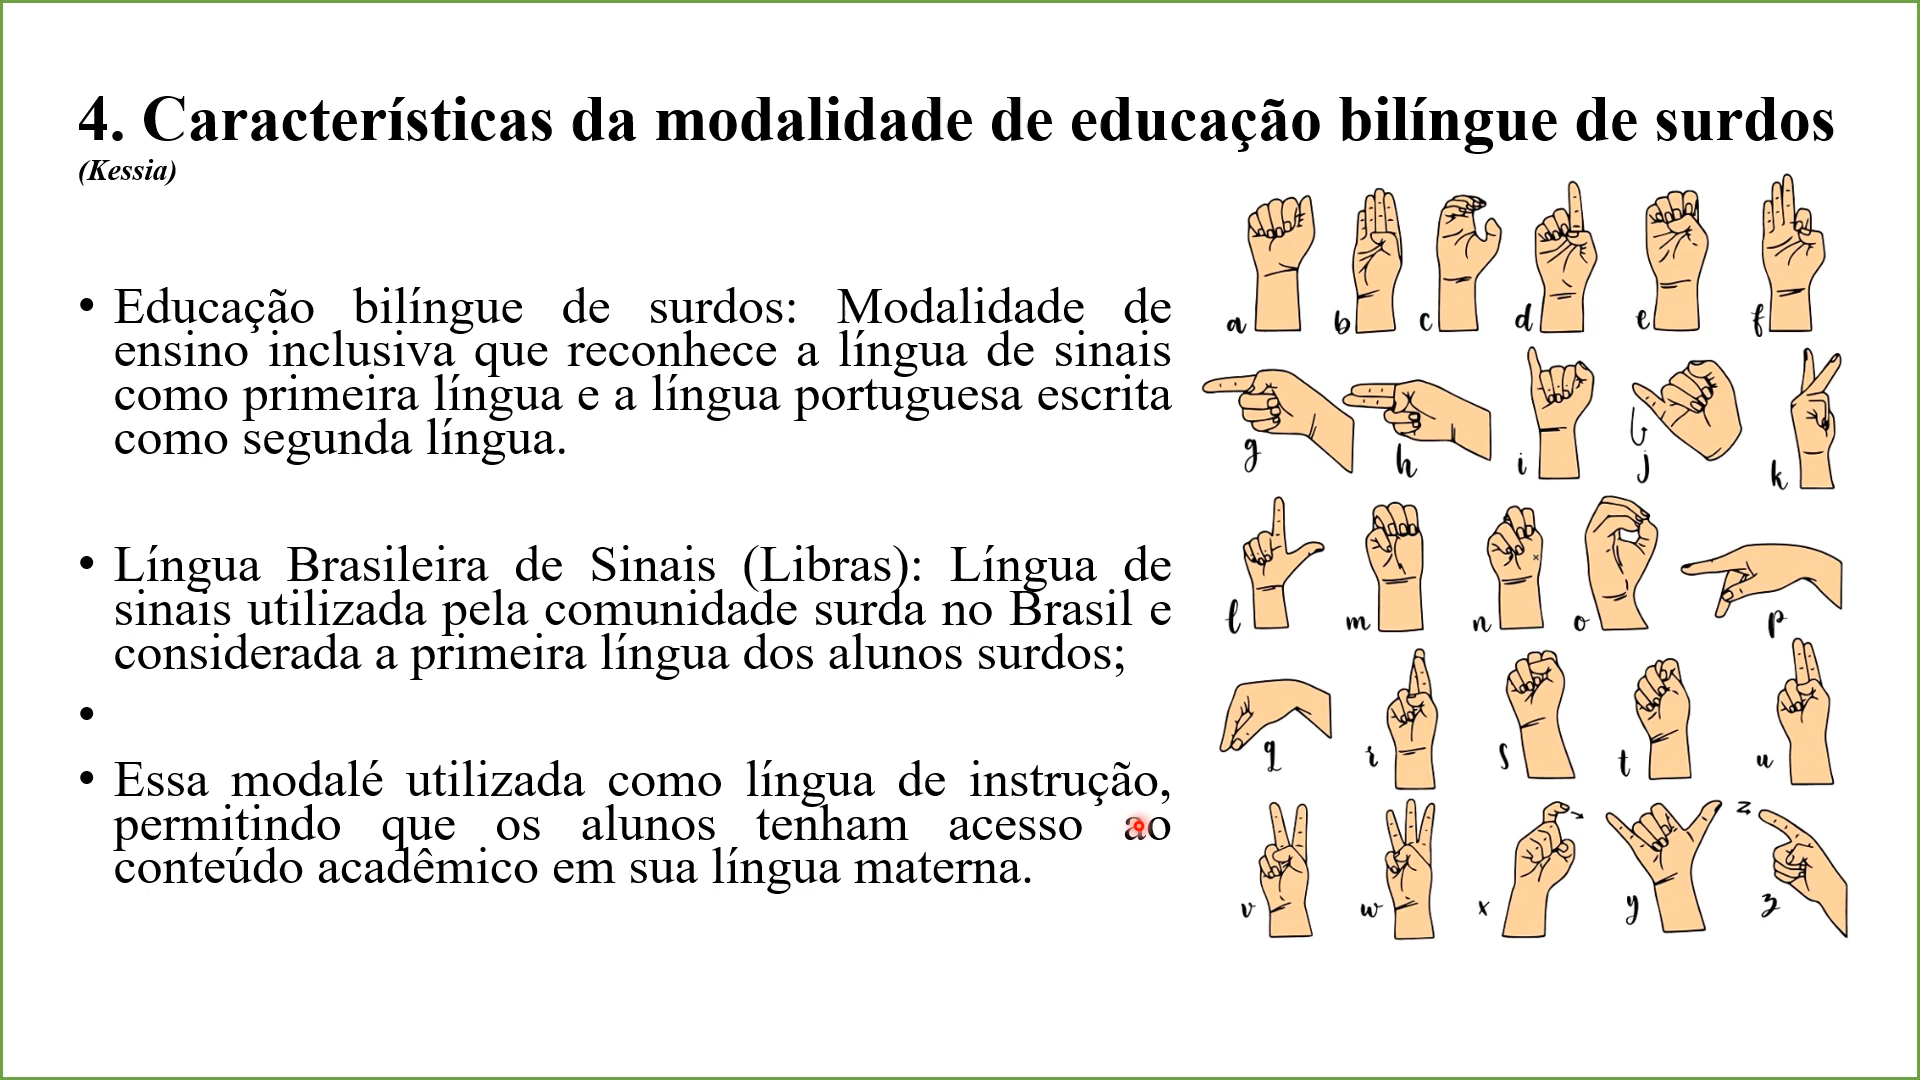 4. Características da modalidade de educação bilíngue de surdos
(Kessia)
• Educação bilíngue de surdos: Modalidade de
ensino inclusiva que reconhece a língua de sinais
como primeira língua e a língua portuguesa escrita
como segunda língua.
• Língua Brasileira de Sinais (Libras): Língua de
sinais utilizada pela comunidade surda no Brasil e
considerada a primeira língua dos alunos surdos;
•
• Essa modalé utilizada como língua de instrução,
permitindo que os alunos tenham acesso ao
conteúdo acadêmico em sua língua materna.
a b c d e f
g h i j k
l m n o p
q r s t u
z
v w x y z